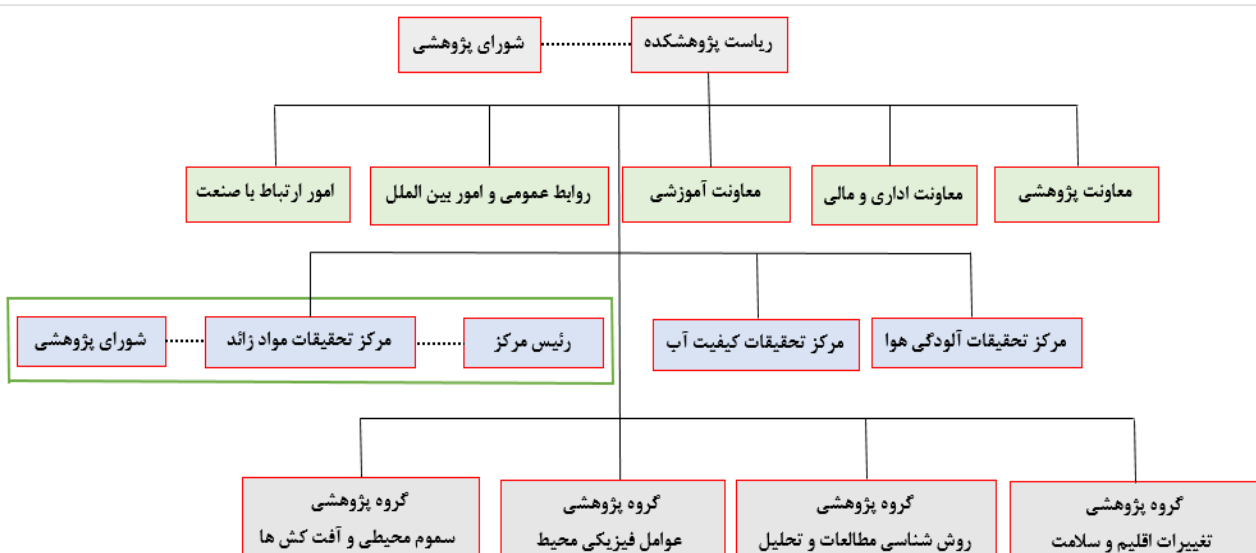 ریاست پژوهشکده
شورای پژوهشی
معاونت پژوهشی
معاونت اداری و مالی
معاونت آموزشی
روابط عمومی و امور بین الملل
امور ارتباط با صنعت
مرکز تحقیقات آلودگی هوا
مرکز تحقیقات کیفیت آب
رئیس مرکز
مرکز تحقیقات مواد زائد
شورای پژوهشی
گروه پژوهشی
تغییرات اقلیم و سلامت
گروه پژوهشی
روش شناسی مطالعات و تحلیل
گروه پژوهشی
عوامل فیزیکی محیط
گروه پژوهشی
سموم محیطی و آفت کش ها